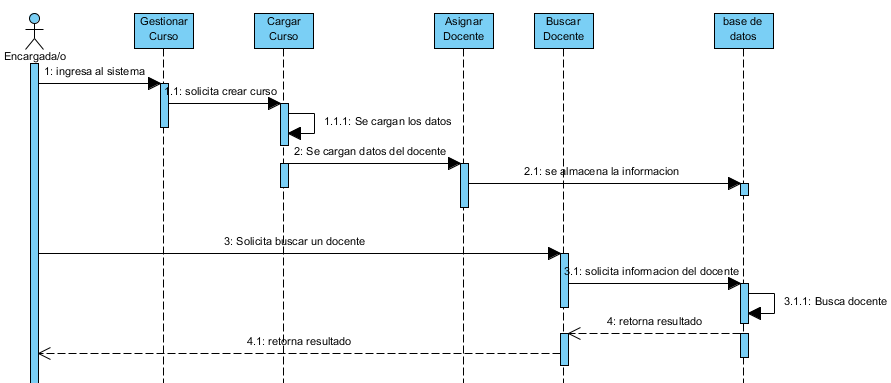 Gestionar
Curso
Cargar
Curso
Asignar
Docente
Buscar
Docente
base de
datos
Encargada/o
1: ingresa al sistema
1.1: solicita crear curso
1.1.1: Se cargan los datos
2: Se cargan datos del docente
2.1: se almacena la informacion
3: Solicita buscar un docente
3.1: solicita informacion del docente
3.1.1: Busca docente
4: retorna resultado
4.1: retorna resultado